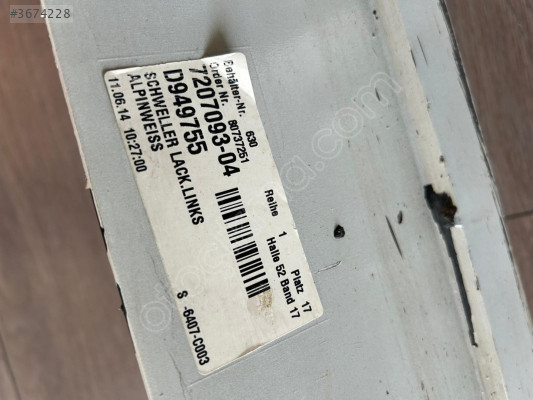 #3674228
Behälter-Nr. 630
Order Nr. 80737251
7207093-04
D949755
SCHWELLER LACK.LINKS
ALPINWEISS
11.06.14 10:27:00
Reihe 1 Platz 17
Halle 52 Band 17
S -6407-C003